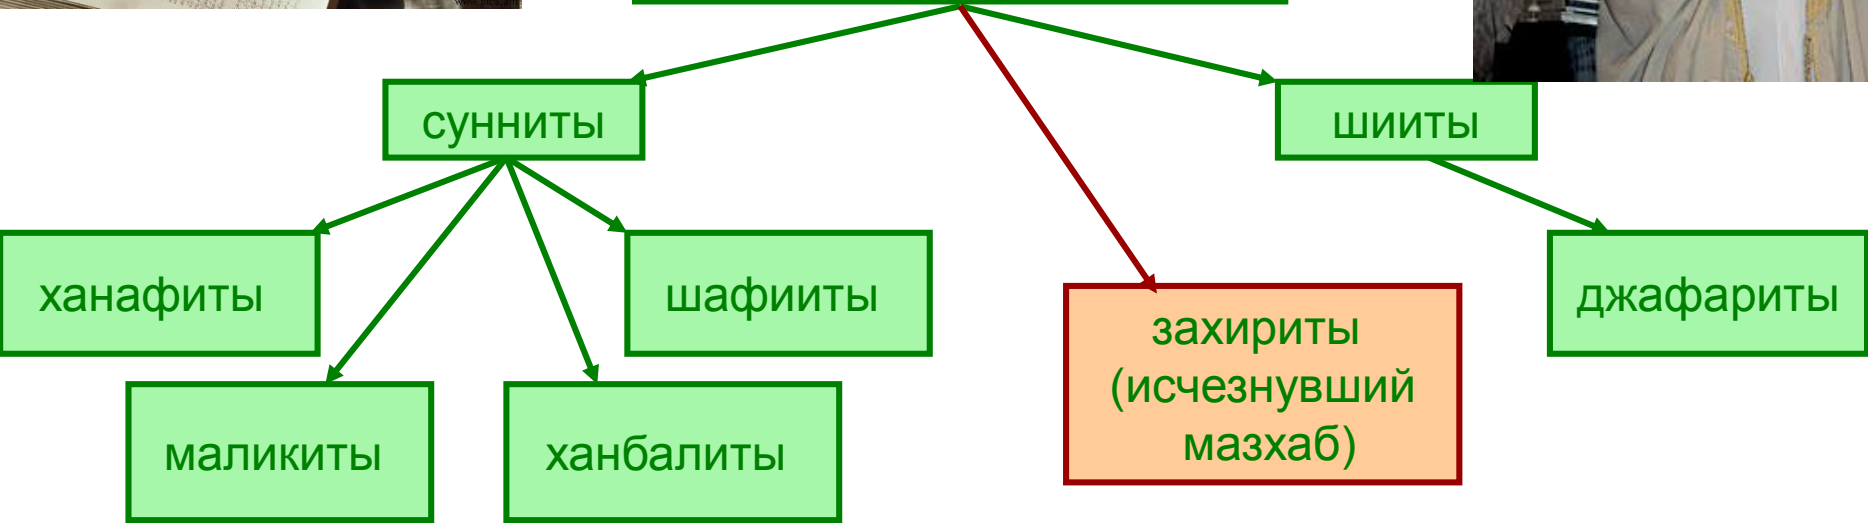 сунниты
шииты
ханафиты
шафииты
джафариты
захириты
(исчезнувший
мазхаб)
маликиты
ханбалиты